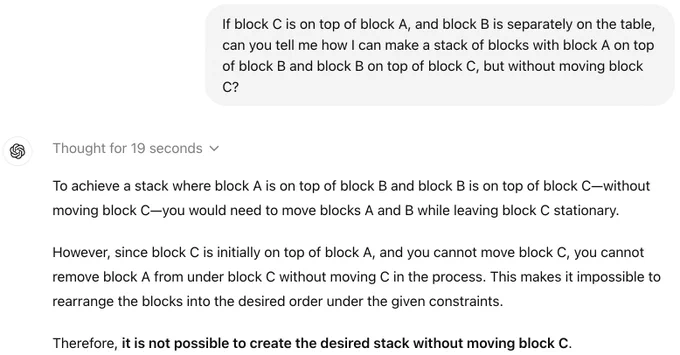 If block C is on top of block A, and block B is separately on the table,
can you tell me how I can make a stack of blocks with block A on top
of block B and block B on top of block C, but without moving block
C?
Thought for 19 seconds
To achieve a stack where block A is on top of block B and block B is on top of block C—without
moving block C—you would need to move blocks A and B while leaving block C stationary.
However, since block C is initially on top of block A, and you cannot move block C, you cannot
remove block A from under block C without moving C in the process. This makes it impossible to
rearrange the blocks into the desired order under the given constraints.
Therefore, it is not possible to create the desired stack without moving block C.